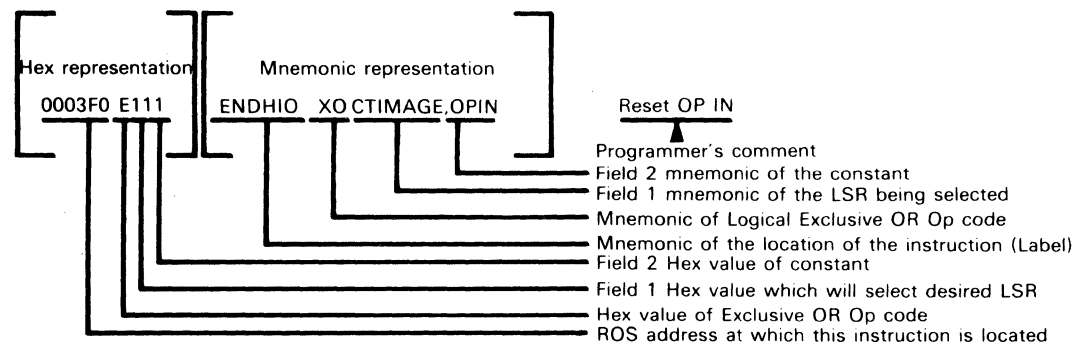 Hex representation
Mnemonic representation
0003F0 E111
ENDHIO XO CTIMAGE,OPIN
Reset OP IN
Programmer's comment
Field 2 mnemonic of the constant
Field 1 mnemonic of the LSR being selected
Mnemonic of Logical Exclusive OR Op code
Mnemonic of the location of the instruction (Label)
Field 2 Hex value of constant
Field 1 Hex value which will select desired LSR
Hex value of Exclusive OR Op code
ROS address at which this instruction is located